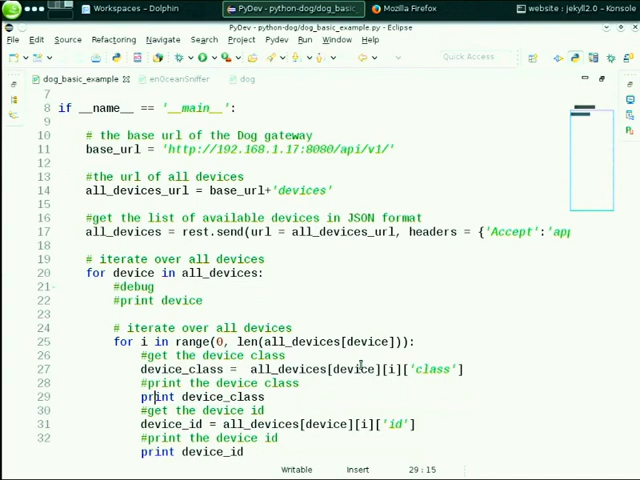 Workspaces – Dolphin
PyDev - python-dog/dog_basic
Mozilla Firefox
website : jekyll2.0 – Konsole
PyDev - python-dog/dog_basic_example.py - Eclipse
File Edit Source Refactoring Navigate Search Project Pydev Run Window Help
Quick Access
dog_basic_example
enOceanSniffer
dog
7
8 if __name__ == '__main__':
9
10 # the base url of the Dog gateway
11 base_url = 'http://192.168.1.17:8080/api/v1/'
12
13 #the url of all devices
14 all_devices_url = base_url+'devices'
15
16 #get the list of available devices in JSON format
17 all_devices = rest.send(url = all_devices_url, headers = {'Accept':'app
18
19 # iterate over all devices
20 for device in all_devices:
21 #debug
22 #print device
23
24 # iterate over all devices
25 for i in range(0, len(all_devices[device])):
26 #get the device class
27 device_class = all_devices[device][i]['class']
28 #print the device class
29 print device_class
30 #get the device id
31 device_id = all_devices[device][i]['id']
32 #print the device id
print device_id
Writable Insert 29 : 15